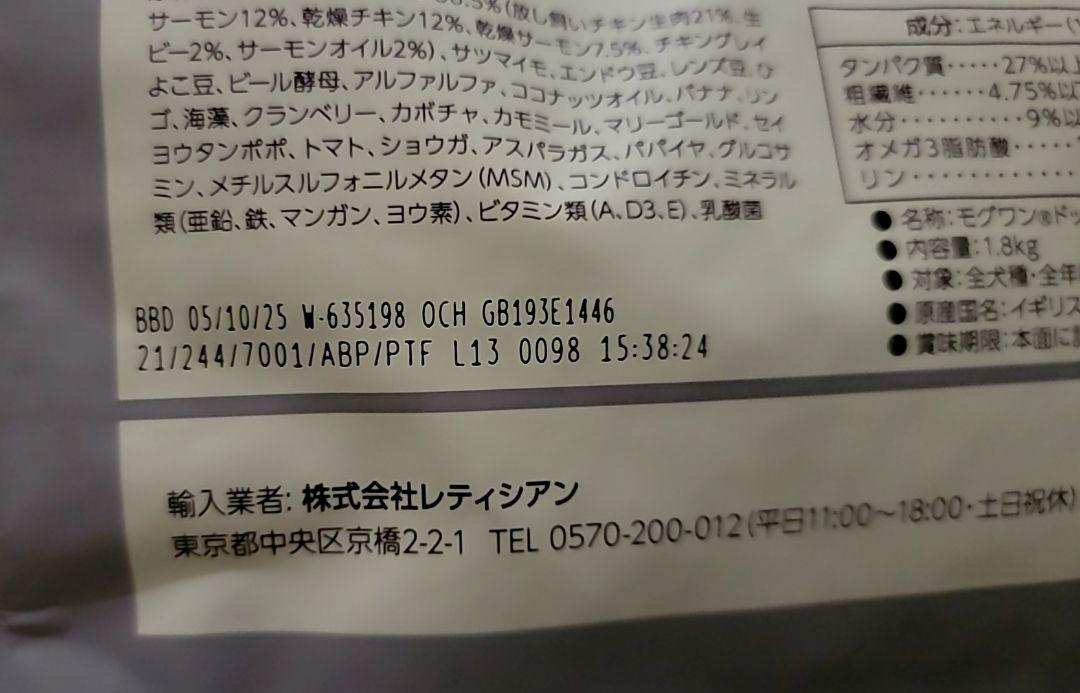 サーモン12%、乾燥チキン12%、乾燥サーモン7.5%、チキングレイ
ビー2%、サーモンオイル2%)、サツマイモ、エンドウ豆、レンズ豆、ひ
よこ豆、ビール酵母、アルファルファ、ココナッツオイル、バナナ、リン
ゴ、海藻、クランベリー、カボチャ、カモミール、マリーゴールド、セイ
ヨウタンポポ、トマト、ショウガ、アスパラガス、パパイヤ、グルコサ
ミン、メチルスルフォニルメタン(MSM)、コンドロイチン、ミネラル
類(亜鉛、鉄、マンガン、ヨウ素)、ビタミン類(A、D3、E)、乳酸菌
BBD 05/10/25 W-635198 OCH GB193E1446
21/244/7001/ABP/PTF L13 0098 15:38:24
成分:エネルギー
タンパク質・・・・・27%以上
粗繊維・・・・・・4.75%以
水分・・・・・・・・・・9%以
オメガ3脂肪酸・・・・・
リン・・・・・・・・・・・・
● 名称:モグワン®ドッ
● 内容量:1.8kg
● 対象:全犬種・全年
● 原産国名:イギリス
● 賞味期限:本面に
輸入業者: 株式会社レティシアン
東京都中央区京橋2-2-1 TEL 0570-200-012(平日11:00~18:00・土日祝休)